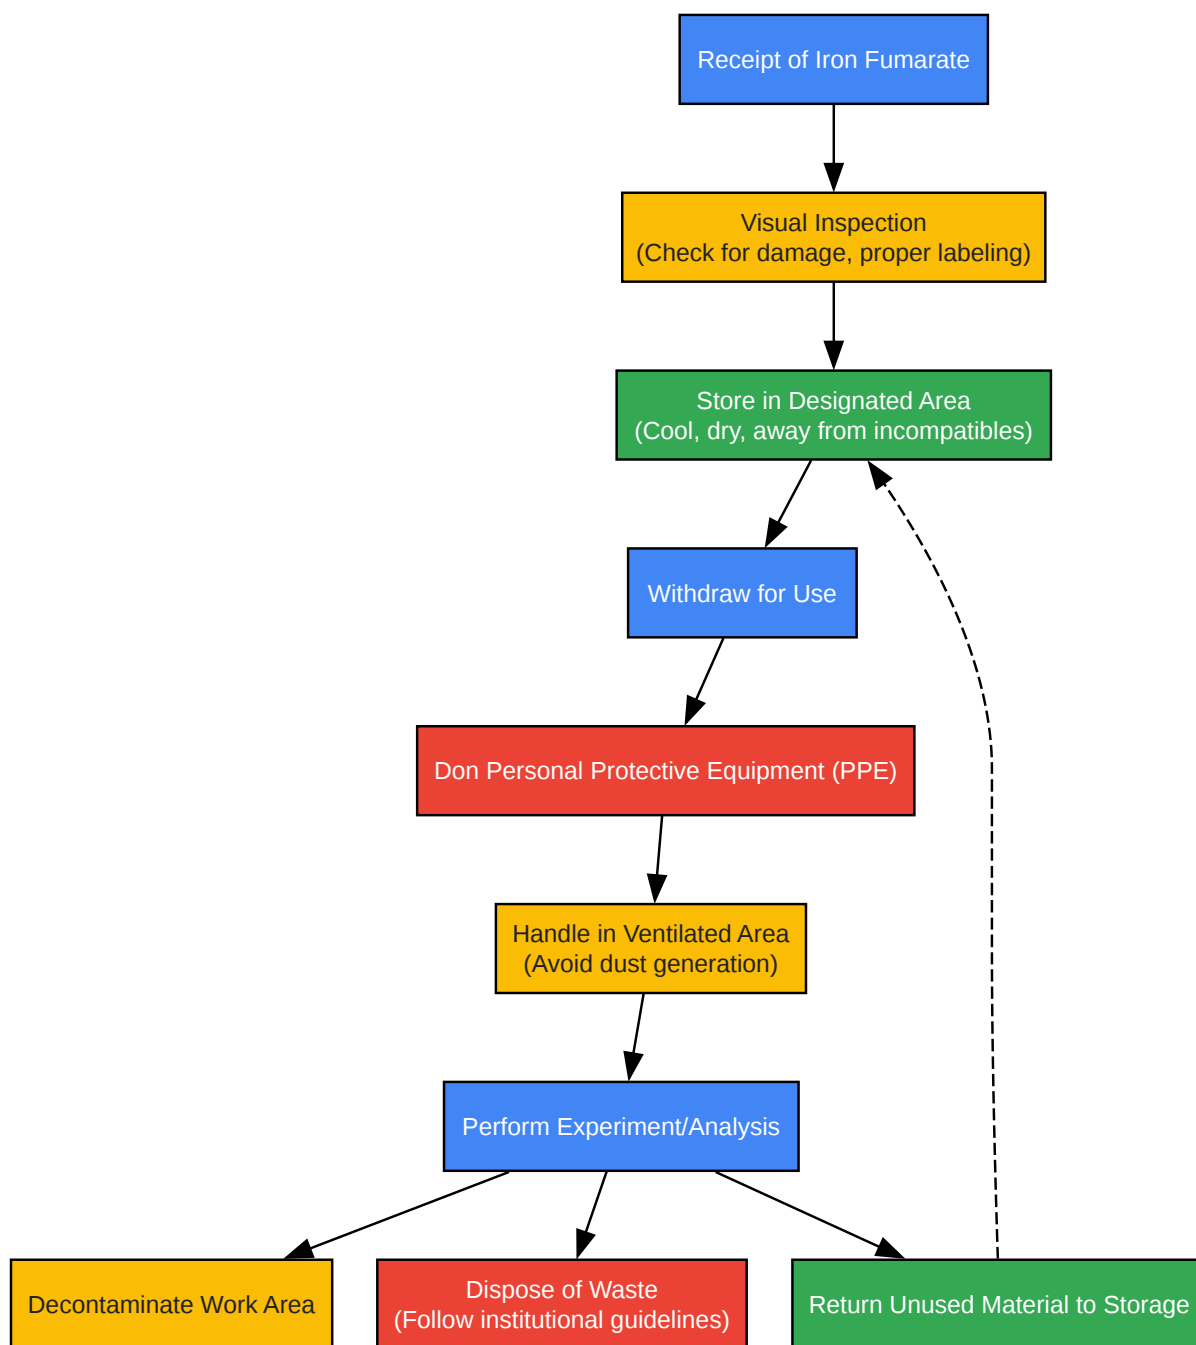 Receipt of Iron Fumarate
Visual Inspection
(Check for damage, proper labeling)
Store in Designated Area
(Cool, dry, away from incompatibles)
Withdraw for Use
Don Personal Protective Equipment (PPE)
Handle in Ventilated Area
(Avoid dust generation)
Perform Experiment/Analysis
Decontaminate Work Area
Dispose of Waste
(Follow institutional guidelines)
Return Unused Material to Storage